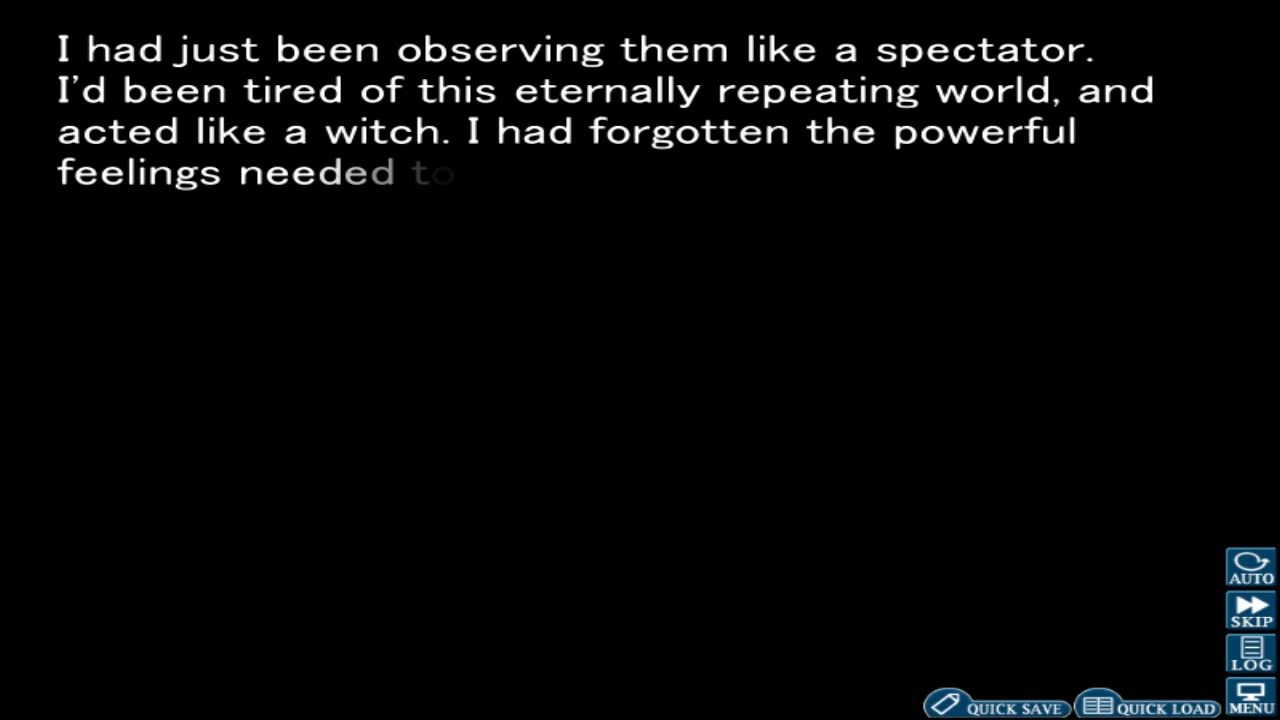 I had just been observing them like a spectator.
I'd been tired of this eternally repeating world, and
acted like a witch. I had forgotten the powerful
feelings needed to
AUTO
SKIP
LOG
QUICK SAVE
QUICK LOAD
MENU